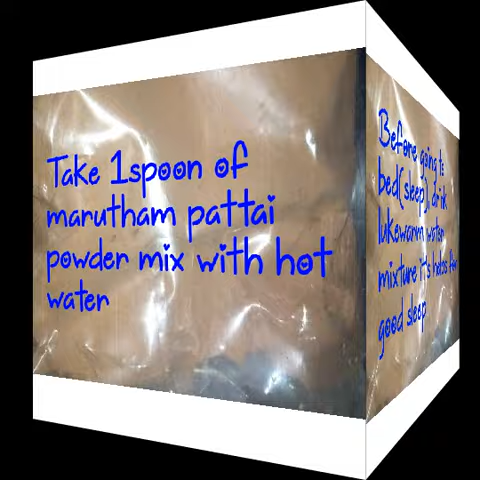 Take 1spoon of
marutham pattai
powder mix with hot
water
Before going to
bed(sleep), drink
lukewarm water
mixture it's helps for
good sleep